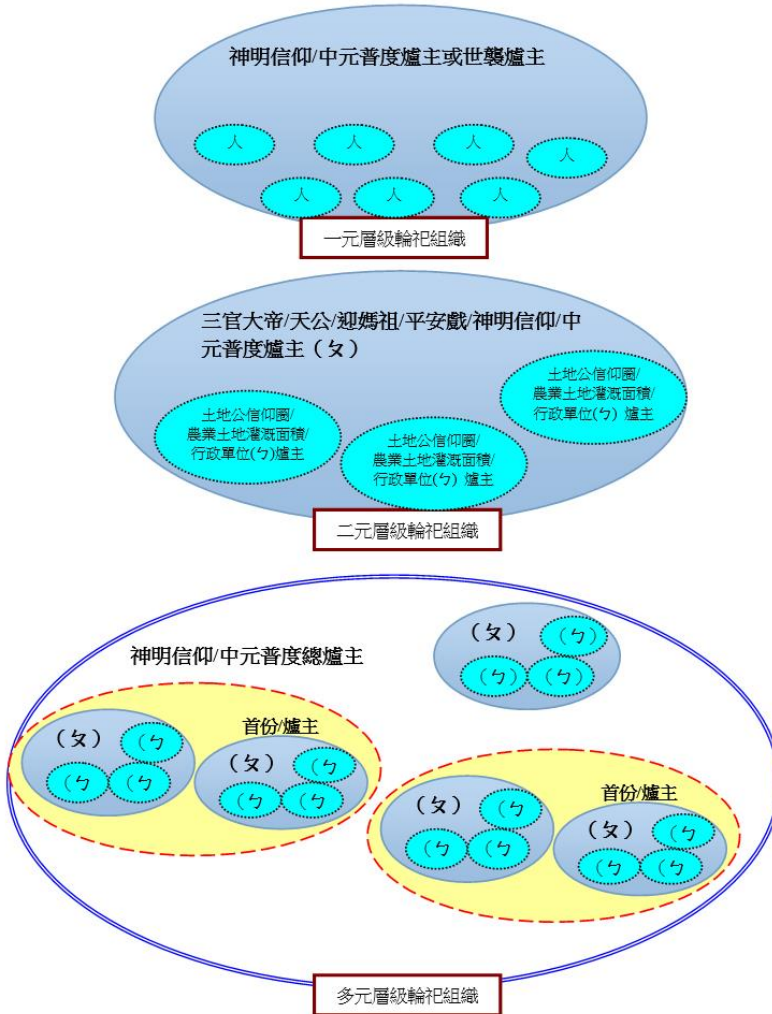 神明信仰/中元普度爐主或世襲爐主
人
人
人
人
人
人
人
一元層級輪祀組織
三官大帝/天公/迎媽祖/平安戲/神明信仰/中
元普度爐主（ㄆ）
土地公信仰圈/
農業土地灌溉面積/
行政單位(ㄅ)爐主
土地公信仰圈/
農業土地灌溉面積/
行政單位(ㄅ) 爐主
土地公信仰圈/
農業土地灌溉面積/
行政單位(ㄅ) 爐主
二元層級輪祀組織
神明信仰/中元普度總爐主
（ㄆ）
（ㄅ）
（ㄅ）
（ㄅ）
（ㄆ）
（ㄅ
（ㄅ
（ㄅ
首份/爐主
（ㄆ）
（ㄅ
（ㄅ
（ㄅ
（ㄆ）
（ㄅ
（ㄅ
（ㄅ
首份/爐主
（ㄆ）
（ㄅ
（ㄅ
（ㄅ
多元層級輪祀組織